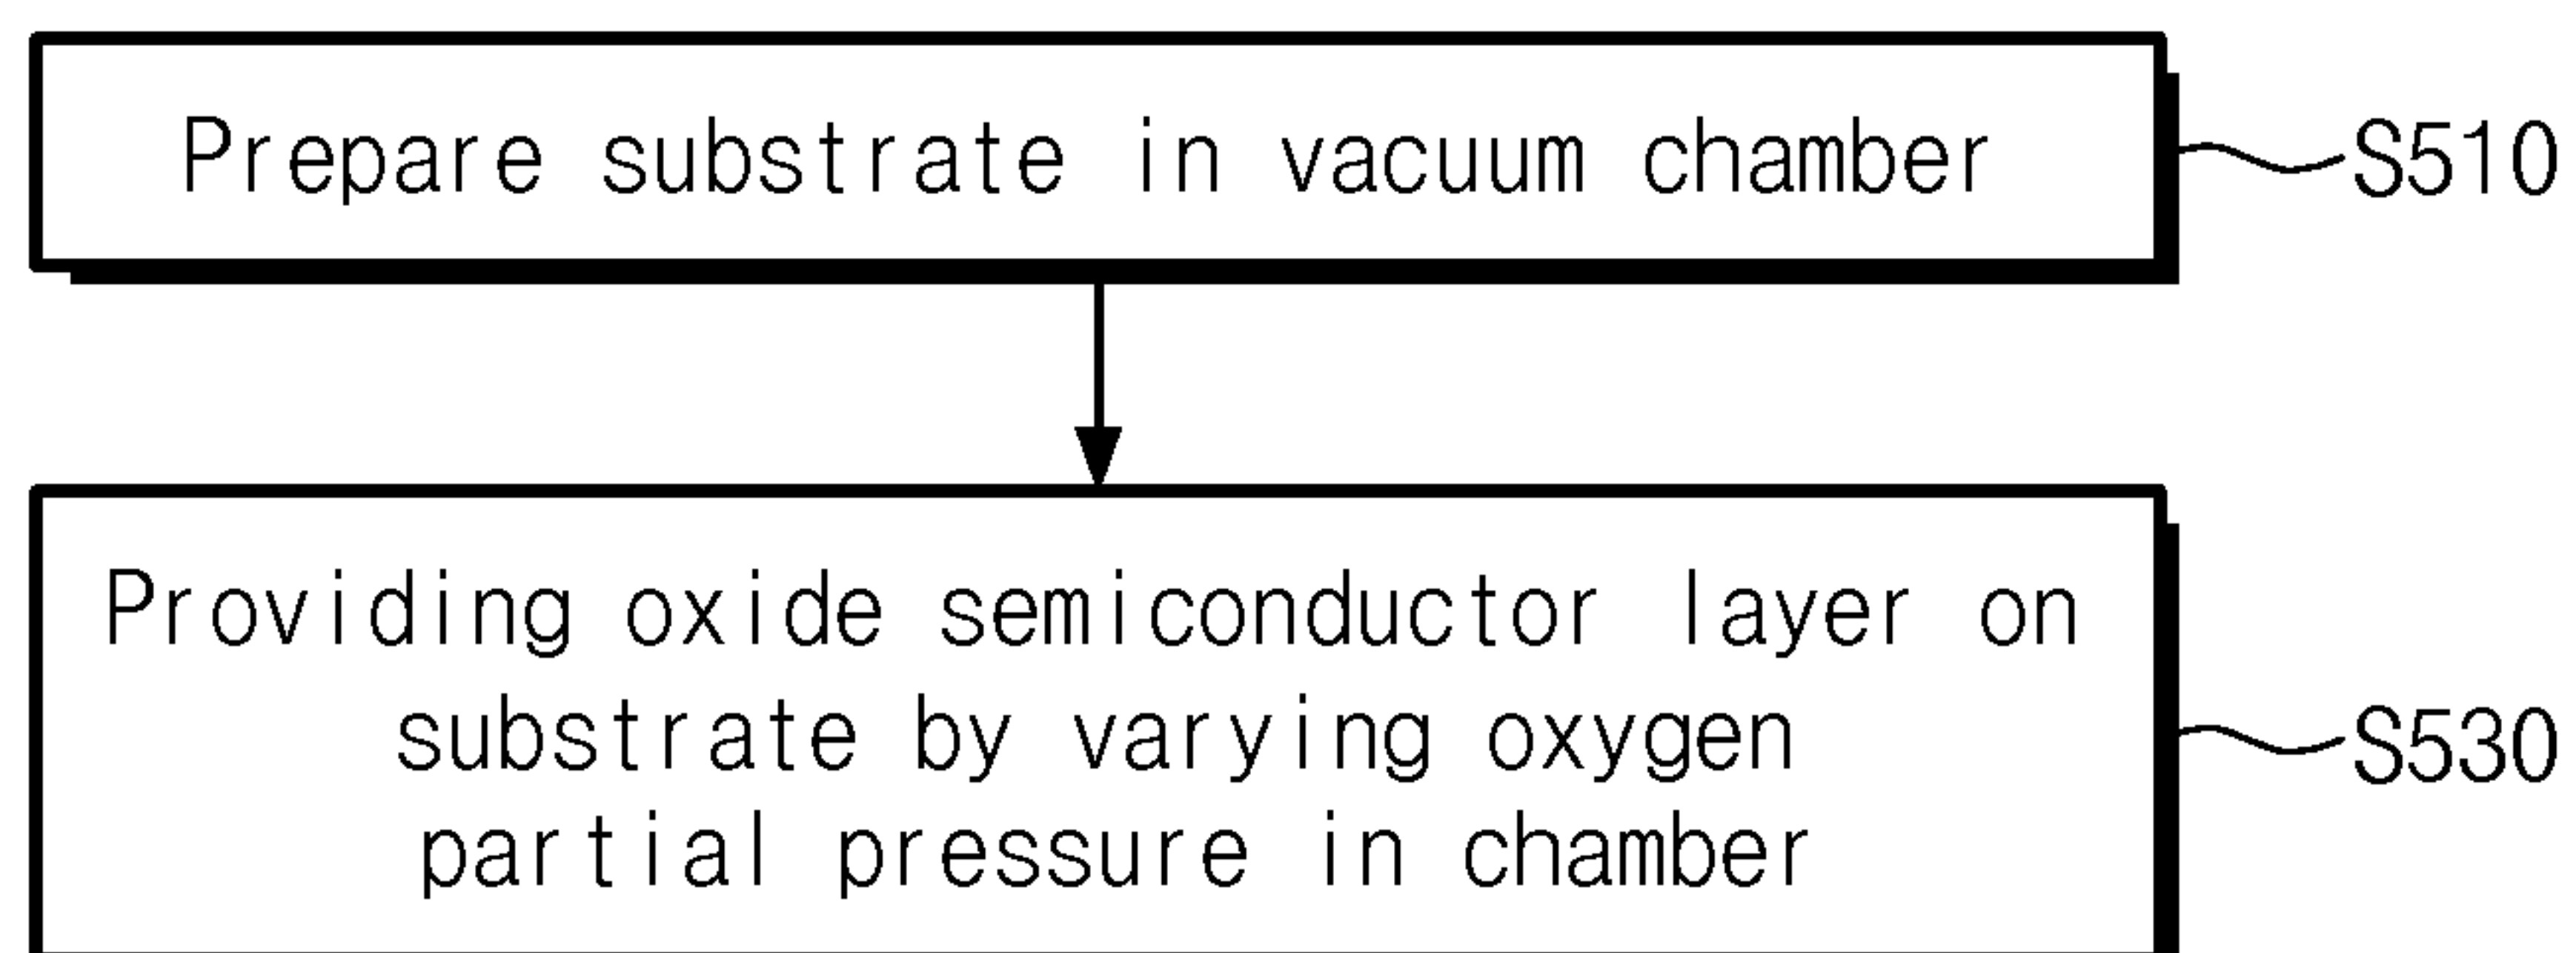 Prepare substrate in vacuum chamber
S510
Providing oxide semiconductor layer on
substrate by varying oxygen
S530
partial pressure in chamber